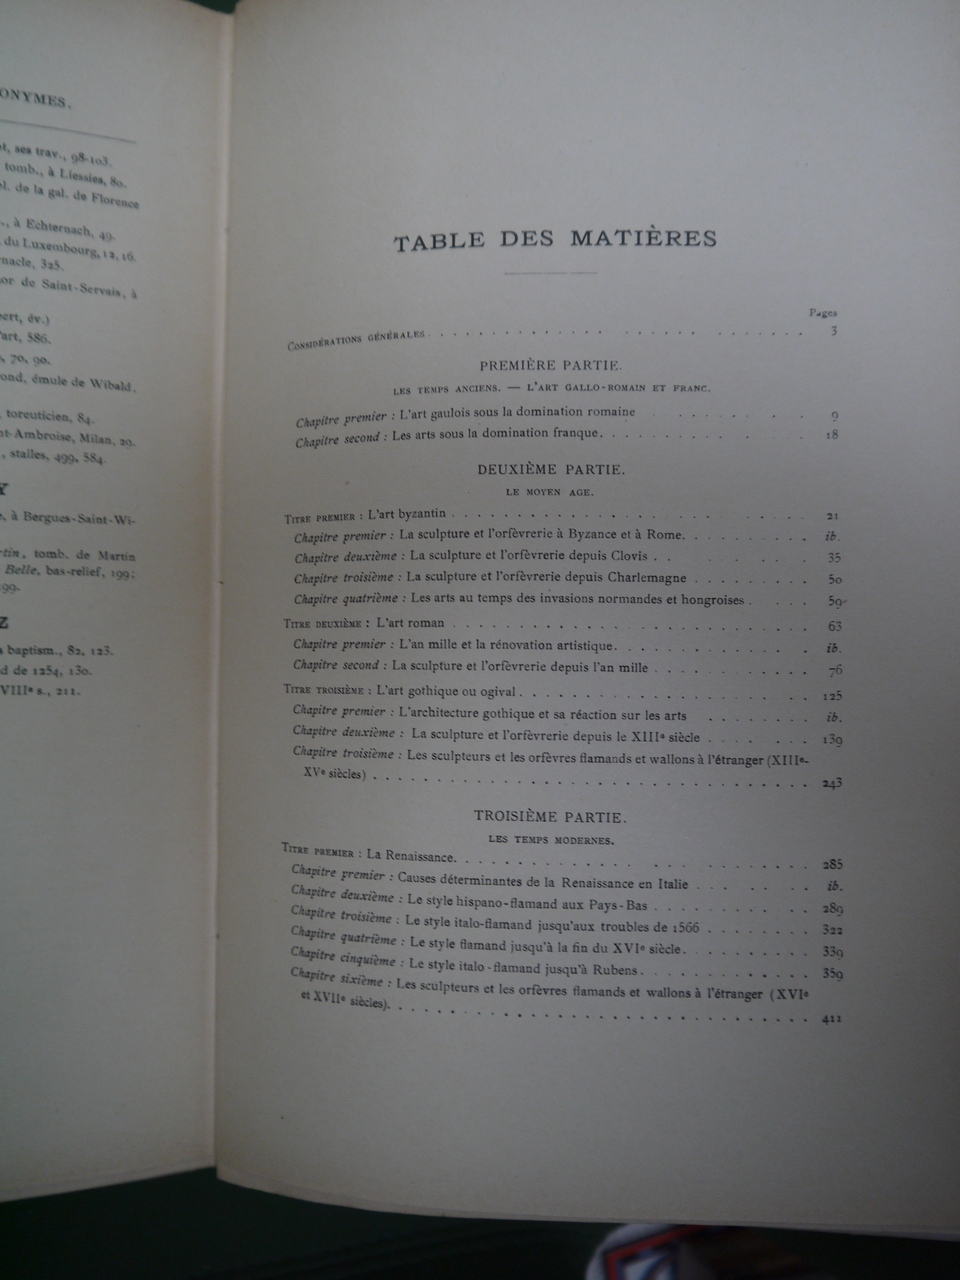 ONYMES.
ses trav., 98-103.
tomb., à Liessies, 80.
de la gal. de Florence
à Echternach, 49.
du Luxembourg, 12, 16.
325.
de Saint-Servais, à
év.)
586.
70, 90.
ond, émule de Wibald.
toreuticien, 84.
-Ambroise, Milan, 29.
, stalles, 499, 584.
Y
, à Bergues-Saint-Wi-
tin, tomb. de Martin
Belle, bas-relief, 199;
99.
Z
baptism., 82, 123.
d de 1254, 130.
VIIIe s., 211.
TABLE DES MATIÈRES
Pages
CONSIDÉRATIONS GÉNÉRALES . . . . . . . . . . 3
PREMIÈRE PARTIE.
LES TEMPS ANCIENS. — L'ART GALLO-ROMAIN ET FRANC.
Chapitre premier : L'art gaulois sous la domination romaine . . . . . . 9
Chapitre second : Les arts sous la domination franque. . . . . . . . 18
DEUXIÈME PARTIE.
LE MOYEN AGE.
TITRE PREMIER : L'art byzantin . . . . . . . . . . 21
Chapitre premier : La sculpture et l'orfèvrerie à Byzance et à Rome. . . . . . . ib.
Chapitre deuxième : La sculpture et l'orfèvrerie depuis Clovis . . . . . . 35
Chapitre troisième : La sculpture et l'orfèvrerie depuis Charlemagne . . . . . . 50
Chapitre quatrième : Les arts au temps des invasions normandes et hongroises . . . . 59
TITRE DEUXIÈME : L'art roman . . . . . . . . . . 63
Chapitre premier : L'an mille et la rénovation artistique. . . . . . . . ib.
Chapitre second : La sculpture et l'orfèvrerie depuis l'an mille . . . . . . 76
TITRE TROISIÈME : L'art gothique ou ogival . . . . . . . . . . 125
Chapitre premier : L'architecture gothique et sa réaction sur les arts . . . . . . ib.
Chapitre deuxième : La sculpture et l'orfèvrerie depuis le XIIIe siècle . . . . . 139
Chapitre troisième : Les sculpteurs et les orfèvres flamands et wallons à l'étranger (XIIIe-
XVe siècles) . . . . . . . . . . 243
TROISIÈME PARTIE.
LES TEMPS MODERNES.
TITRE PREMIER : La Renaissance. . . . . . . . . . 285
Chapitre premier : Causes déterminantes de la Renaissance en Italie . . . . . ib.
Chapitre deuxième : Le style hispano-flamand aux Pays-Bas . . . . . . 289
Chapitre troisième : Le style italo-flamand jusqu'aux troubles de 1566 . . . . . 322
Chapitre quatrième : Le style flamand jusqu'à la fin du XVIe siècle. . . . . . 339
Chapitre cinquième : Le style italo-flamand jusqu'à Rubens. . . . . . . 359
Chapitre sixième : Les sculpteurs et les orfèvres flamands et wallons à l'étranger (XVIe
et XVIIe siècles). . . . . . . . . . 411